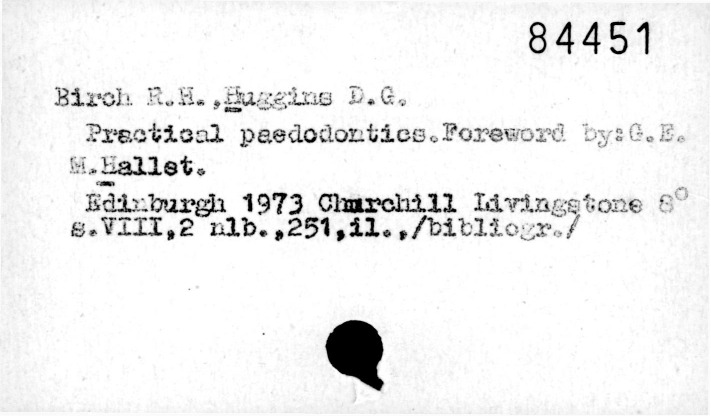 84451
Birch R.H.,Huggins D.G.
Practical paedodontics.Foreword by:G.E.
M.Hallet.
Edinburgh 1973 Churchill Livingstone 8°
s.VIII,2 nlb.,251,il.,/bibliogr./